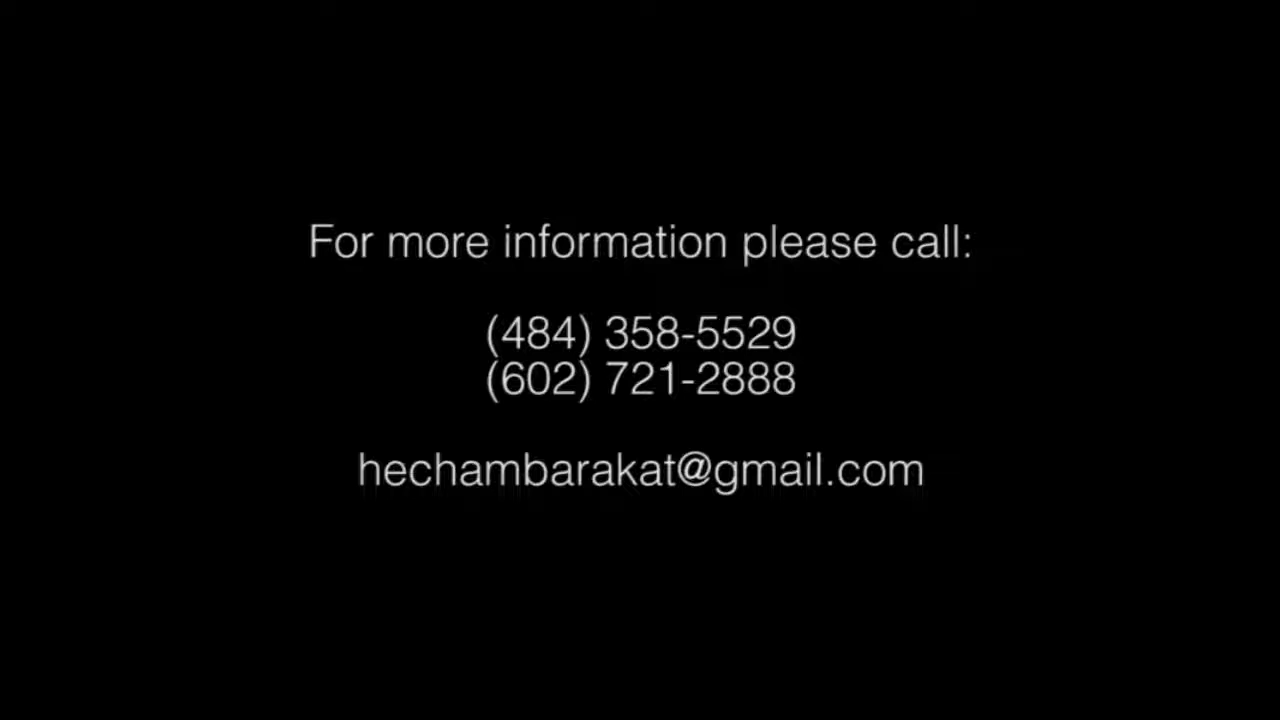 For more information please call:
(484) 358-5529
(602) 721-2888
hechambarakat@gmail.com